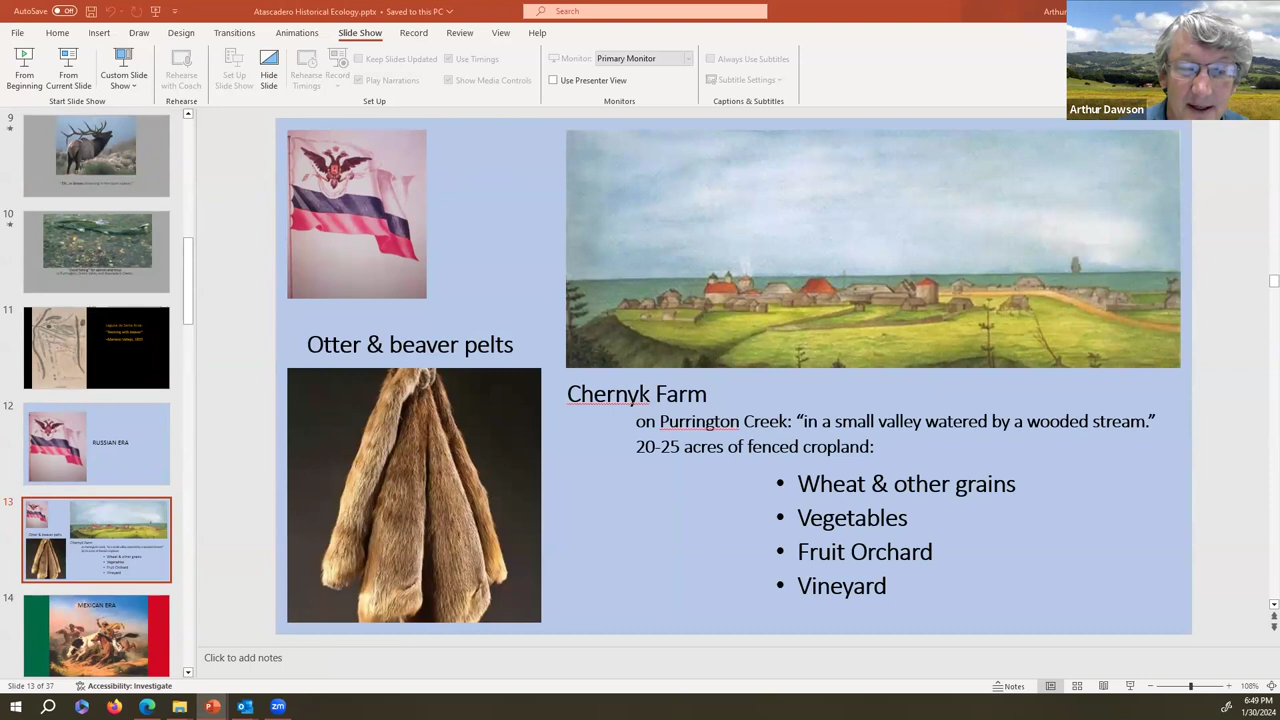 AutoSave Off
Atascadero Historical Ecology.pptx • Saved to this PC
Search
Arthur Dawson
File Home Insert Draw Design Transitions Animations Slide Show Record Review View Help
From Beginning
From Current Slide
Custom Slide Show
Start Slide Show
Rehearse with Coach
Rehearse
Set Up Slide Show
Hide Slide
Rehearse Timings
Record
Keep Slides Updated
Play Narrations
Use Timings
Show Media Controls
Set Up
Monitor: Primary Monitor
Use Presenter View
Monitors
Always Use Subtitles
Subtitle Settings
Captions & Subtitles
9
10
11
12
RUSSIAN ERA
13
14
MEXICAN ERA
Otter & beaver pelts
Chernyk Farm
on Purrington Creek: “in a small valley watered by a wooded stream.”
20-25 acres of fenced cropland:
• Wheat & other grains
• Vegetables
• Fruit Orchard
• Vineyard
Click to add notes
Slide 13 of 37
Accessibility: Investigate
Notes
108%
6:49 PM
1/30/2024